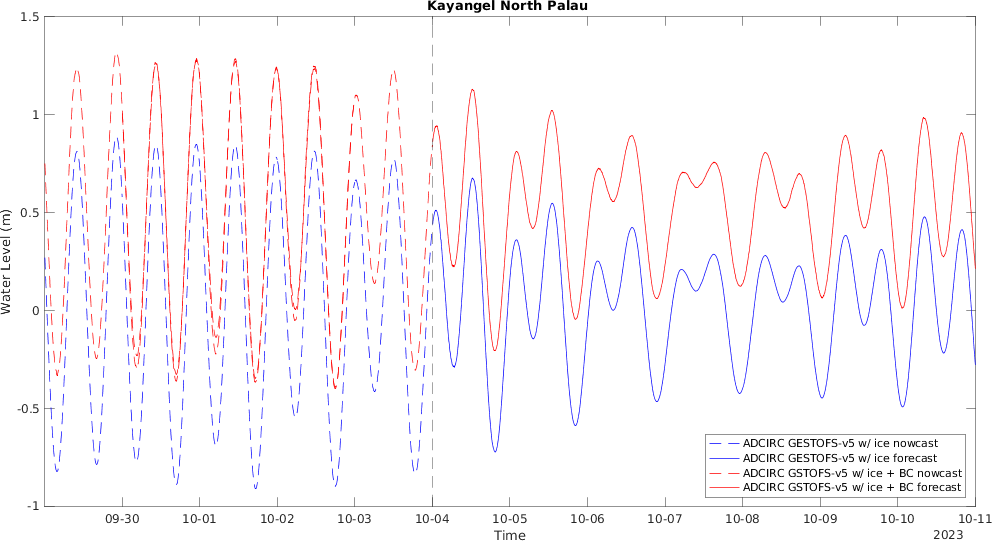 Kayangel North Palau
1.5
1
0.5
0
-0.5
-1
Water Level (m)
09-30 10-01 10-02 10-03 10-04 10-05 10-06 10-07 10-08 10-09 10-10 10-11
Time
2023
ADCIRC GESTOFS-v5 w/ ice nowcast
ADCIRC GESTOFS-v5 w/ ice forecast
ADCIRC GSTOFS-v5 w/ ice + BC nowcast
ADCIRC GSTOFS-v5 w/ ice + BC forecast